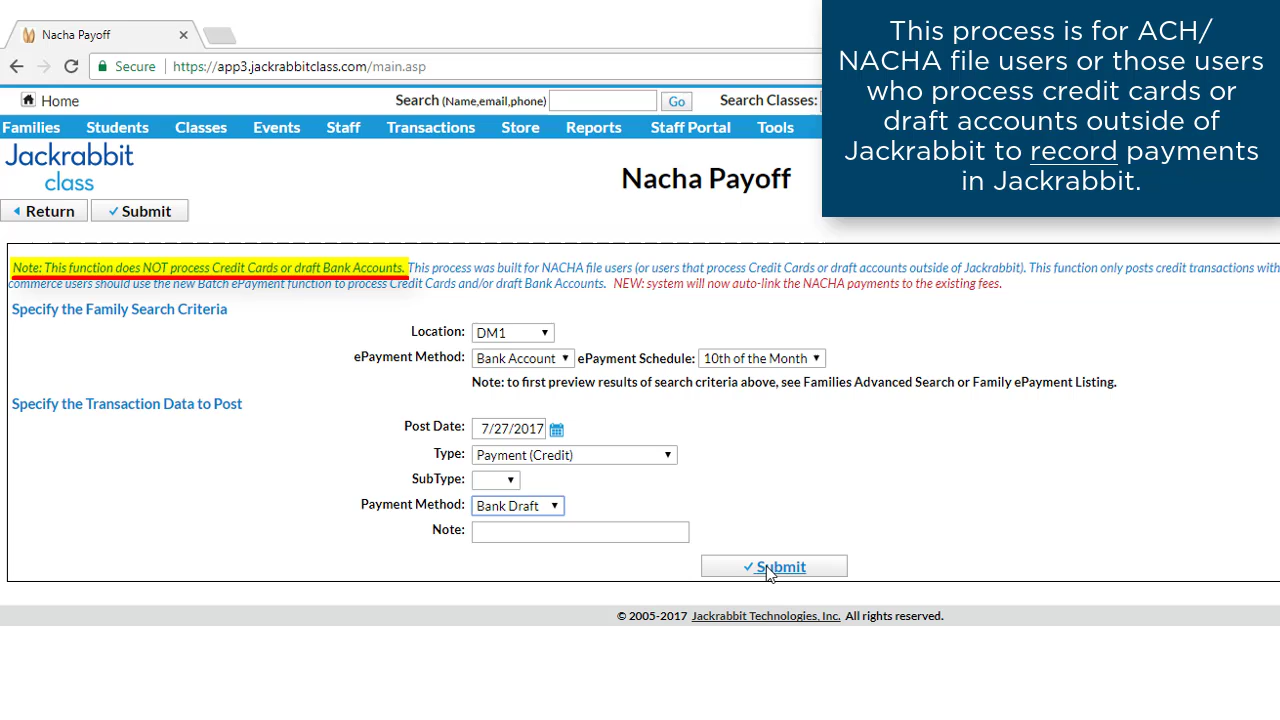 Nacha Payoff
This process is for ACH/
NACHA file users or those users
who process credit cards or
draft accounts outside of
Jackrabbit to record payments
in Jackrabbit.
Secure https://app3.jackrabbitclass.com/main.asp
Home Search (Name,email,phone) Go Search Classes:
Families Students Classes Events Staff Transactions Store Reports Staff Portal Tools
Jackrabbit
class
Nacha Payoff
Return Submit
Note: This function does NOT process Credit Cards or draft Bank Accounts. This process was built for NACHA file users (or users that process Credit Cards or draft accounts outside of Jackrabbit). This function only posts credit transactions with
commerce users should use the new Batch ePayment function to process Credit Cards and/or draft Bank Accounts. NEW: system will now auto-link the NACHA payments to the existing fees.
Specify the Family Search Criteria
Location: DM1
ePayment Method: Bank Account ePayment Schedule: 10th of the Month
Note: to first preview results of search criteria above, see Families Advanced Search or Family ePayment Listing.
Specify the Transaction Data to Post
Post Date: 7/27/2017
Type: Payment (Credit)
SubType:
Payment Method: Bank Draft
Note:
Submit
© 2005-2017 Jackrabbit Technologies, Inc. All rights reserved.